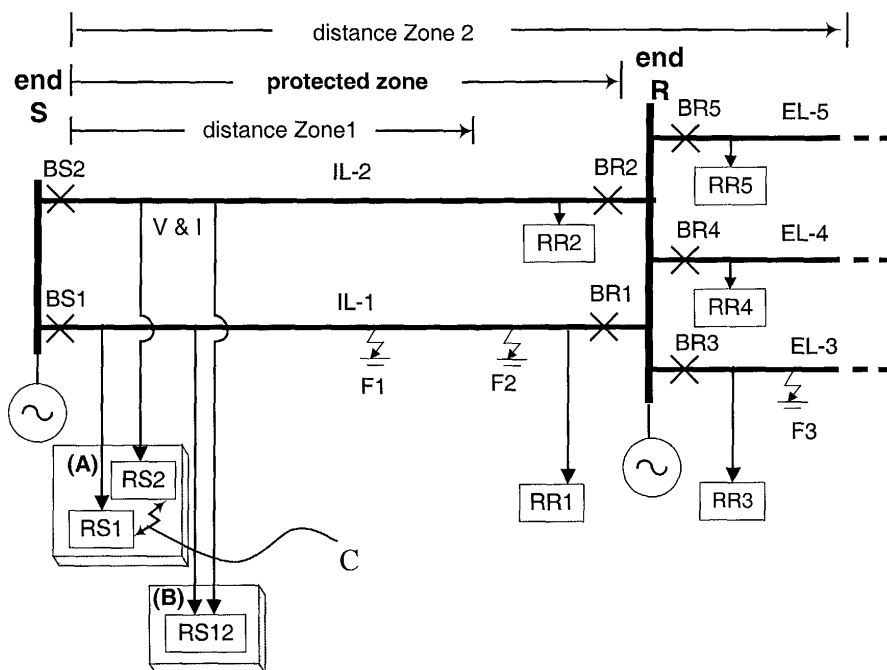 distance Zone 2
end
S
protected zone
end
R
distance Zone1
BR5
EL-5
BS2
IL-2
BR2
RR5
V & I
RR2
BR4
EL-4
BS1
IL-1
BR1
RR4
BR3
EL-3
F1
F2
F3
(A)
RS2
RS1
RR1
RR3
C
(B)
RS12